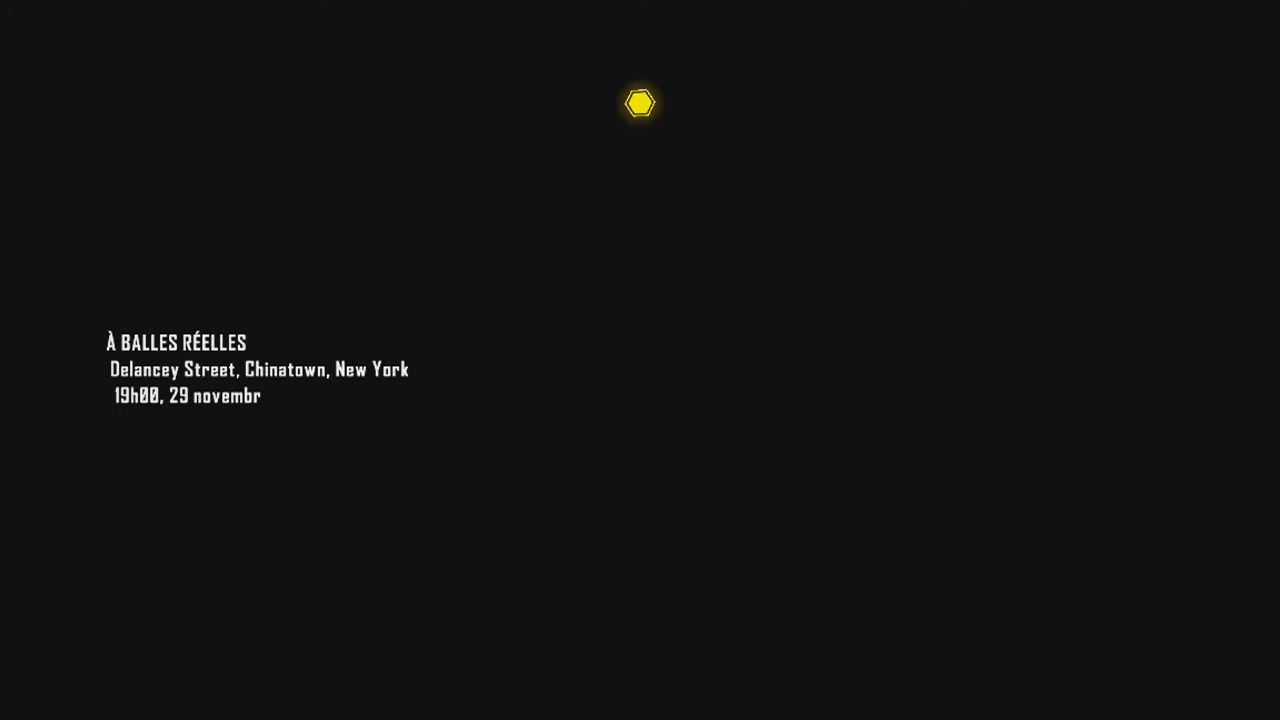 À BALLES RÉELLES
Delancey Street, Chinatown, New York
19h00, 29 novembr